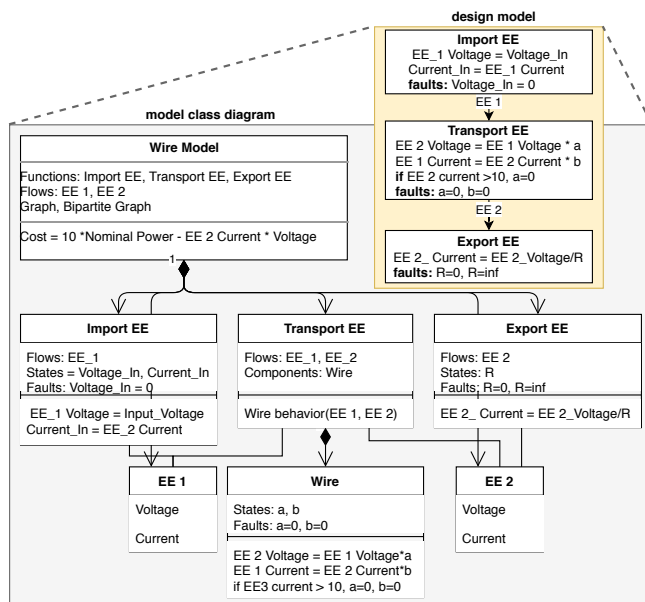 design model
Import EE
EE_1 Voltage = Voltage_In
Current_In = EE_1 Current
faults: Voltage_In = 0
EE 1
Transport EE
EE 2 Voltage = EE 1 Voltage * a
EE 1 Current = EE 2 Current * b
if EE 2 current >10, a=0
faults: a=0, b=0
EE 2
Export EE
EE 2_ Current = EE 2_Voltage/R
faults: R=0, R=inf
model class diagram
Wire Model
Functions: Import EE, Transport EE, Export EE
Flows: EE 1, EE 2
Graph, Bipartite Graph
Cost = 10 *Nominal Power - EE 2 Current * Voltage
1
Import EE
Flows: EE_1
States = Voltage_In, Current_In
Faults: Voltage_In = 0
EE_1 Voltage = Input_Voltage
Current_In = EE_2 Current
Transport EE
Flows: EE_1, EE_2
Components: Wire
Wire behavior(EE 1, EE 2)
Export EE
Flows: EE 2
States: R
Faults: R=0, R=inf
EE 2_ Current = EE 2_Voltage/R
EE 1
Voltage
Current
Wire
States: a, b
Faults: a=0, b=0
EE 2 Voltage = EE 1 Voltage*a
EE 1 Current = EE 2 Current*b
if EE3 current > 10, a=0, b=0
EE 2
Voltage
Current